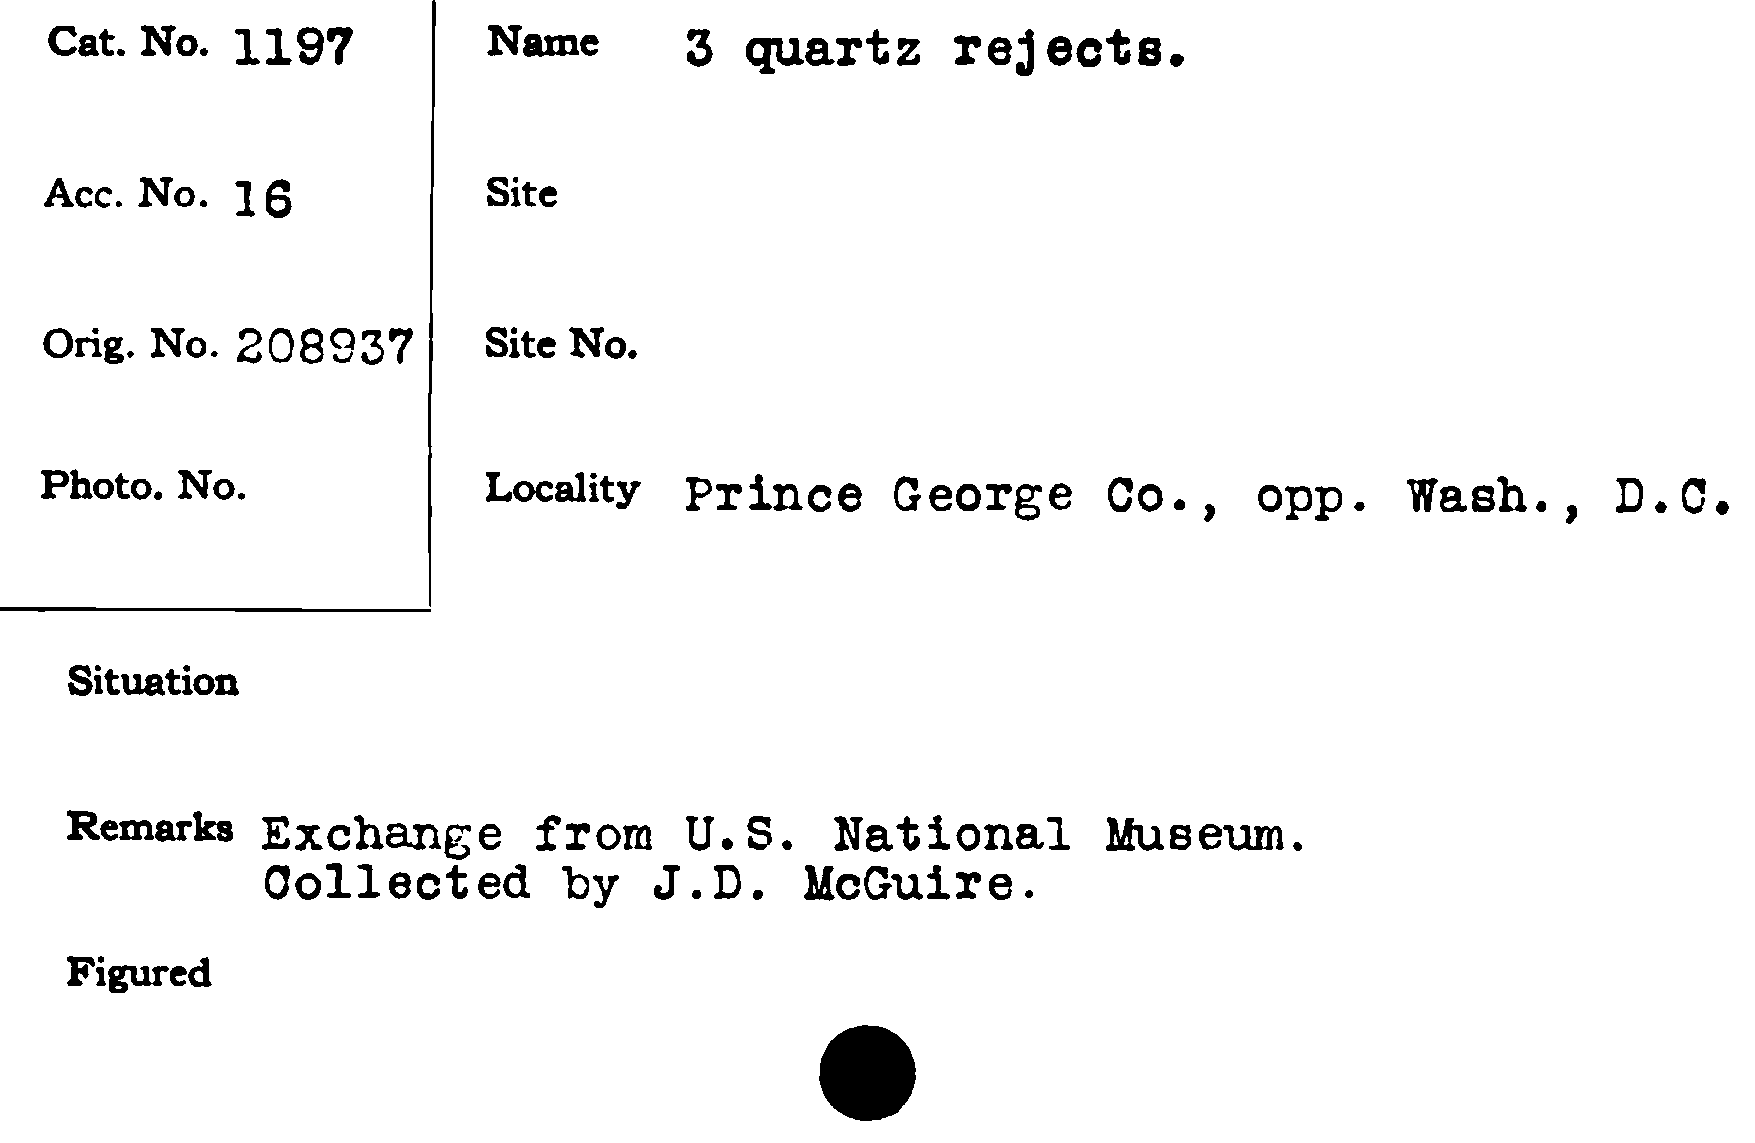 Cat. No. 1197
Name 3 quartz rejects.
Acc. No. 16
Site
Orig. No. 208937
Site No.
Photo. No.
Locality Prince George Co., opp. Wash., D.C.
Situation
Remarks Exchange from U.S. National Museum.
Collected by J.D. McGuire.
Figured